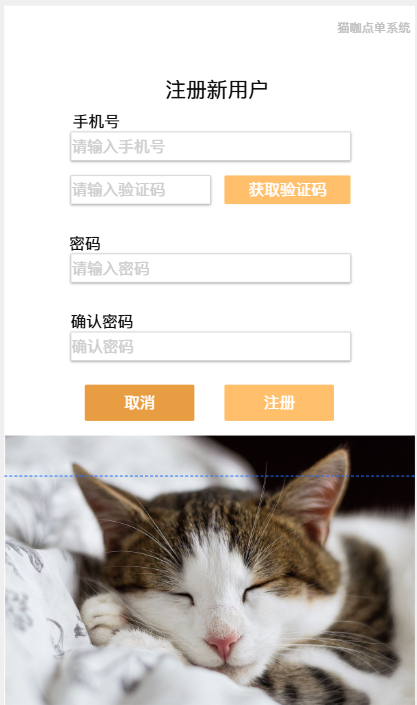 猫咖点单系统
注册新用户
手机号
请输入手机号
请输入验证码 获取验证码
密码
请输入密码
确认密码
确认密码
取消 注册